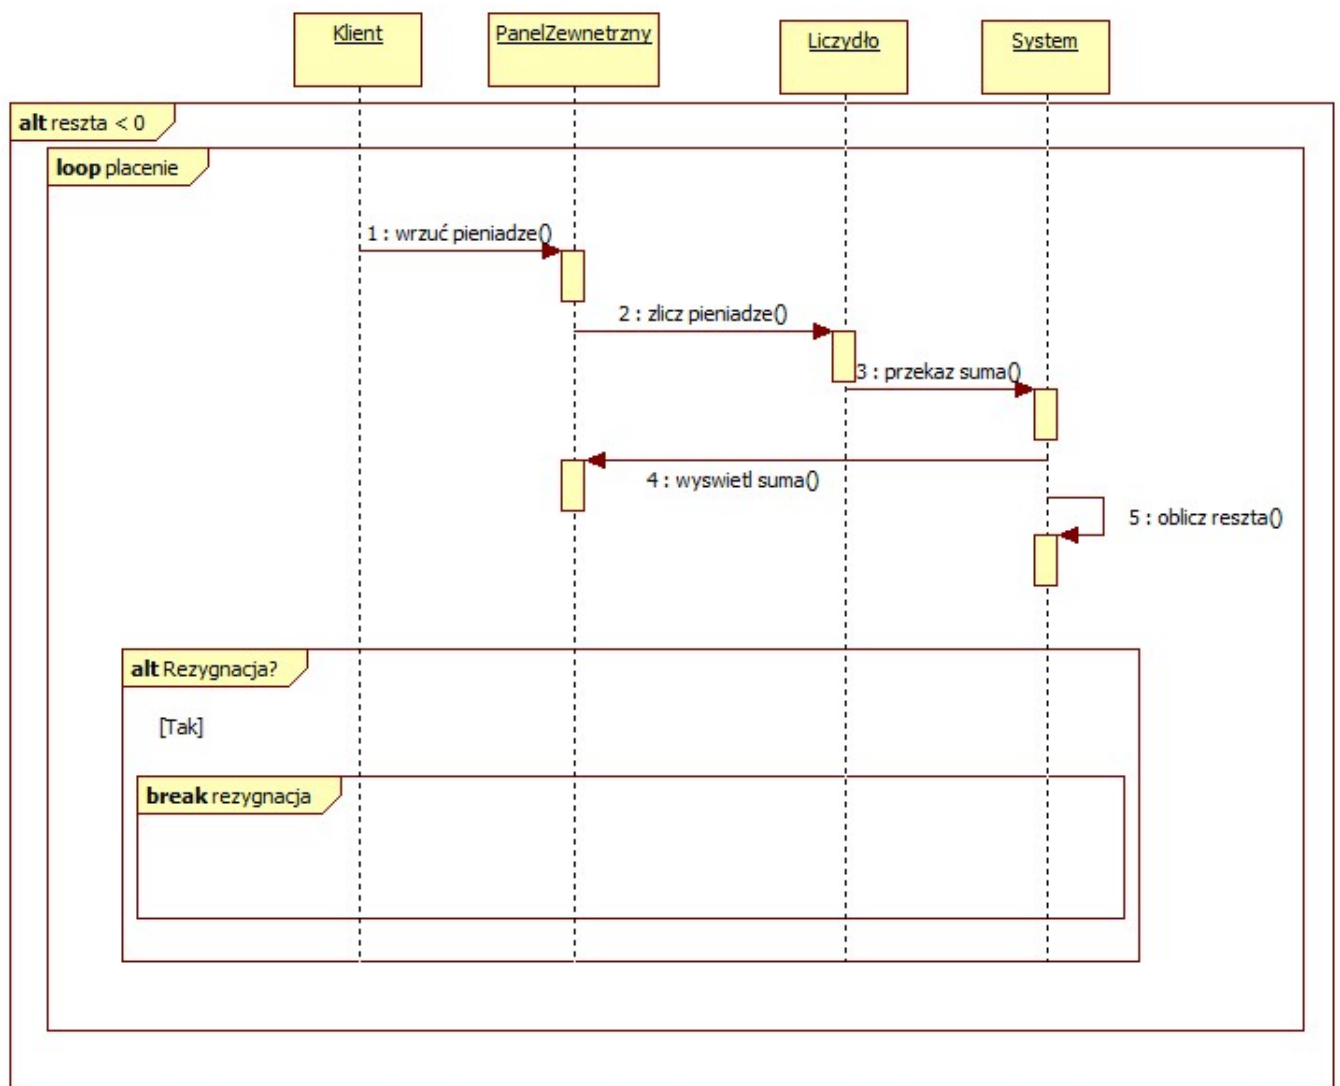 Klient
PanelZewnetrzny
Liczydło
System
alt reszta < 0
loop placenie
1 : wrzuć pieniadze()
2 : zlicz pieniadze()
3 : przekaz suma()
4 : wyswietl suma()
5 : oblicz reszta()
alt Rezygnacja?
[Tak]
break rezygnacja